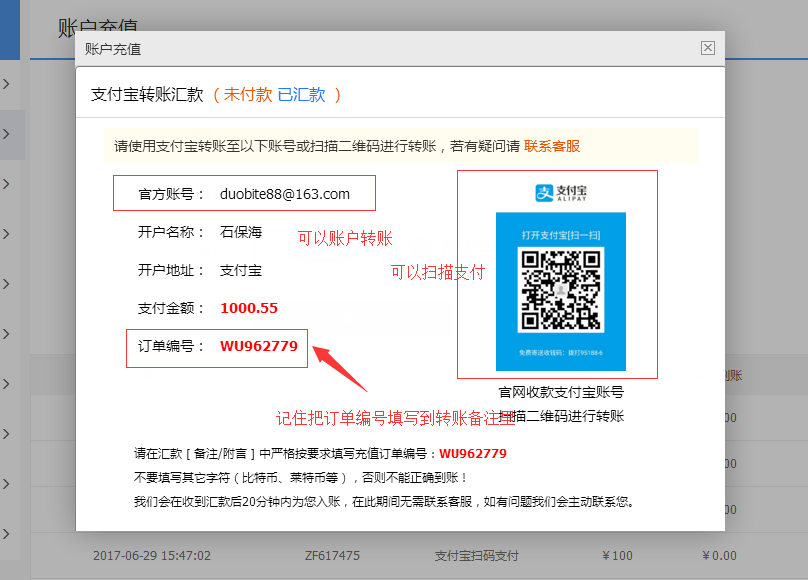 账户充值
账户充值
支付宝转账汇款 ( 未付款 已汇款 )
请使用支付宝转账至以下账号或扫描二维码进行转账，若有疑问请 联系客服
官方账号： duobite88@163.com
开户名称： 石保海
可以账户转账
开户地址： 支付宝
可以扫描支付
支付金额： 1000.55
订单编号： WU962779
支付宝
ALIPAY
打开支付宝[扫一扫]
免费寄送收钱码：拨打95188-6
官网收款支付宝账号
扫描二维码进行转账
记住把订单编号填写到转账备注里
请在汇款 [ 备注/附言 ] 中严格按要求填写充值订单编号：WU962779
不要填写其它字符（比特币、莱特币等），否则不能正确到账！
我们会在收到汇款后20分钟内为您入账，在此期间无需联系客服，如有问题我们会主动联系您。
到账
00
00
00
2017-06-29 15:47:02 ZF617475 支付宝扫码支付 ￥100 ￥0.00